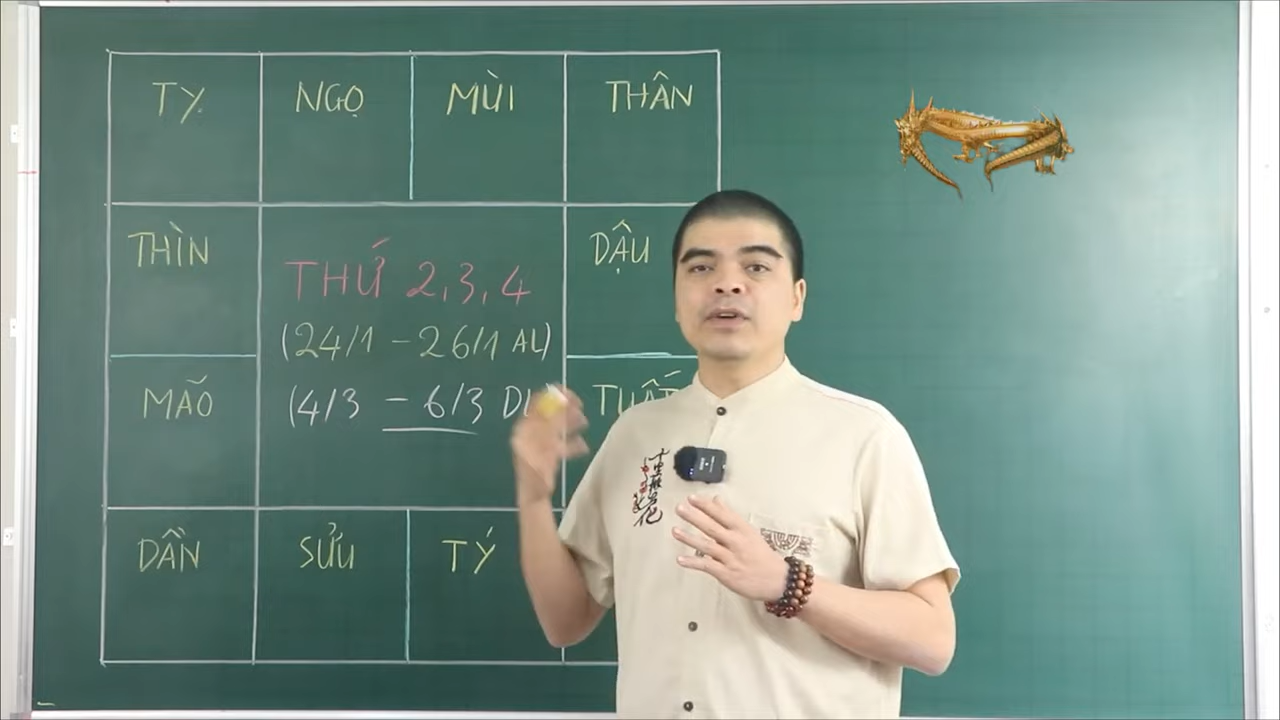 TỴ NGỌ MÙI THÂN
THÌN DẬU
THỨ 2,3,4
(24/1 - 26/1 AL)
MÃO (4/3 - 6/3
DẦN SỬU TÝ